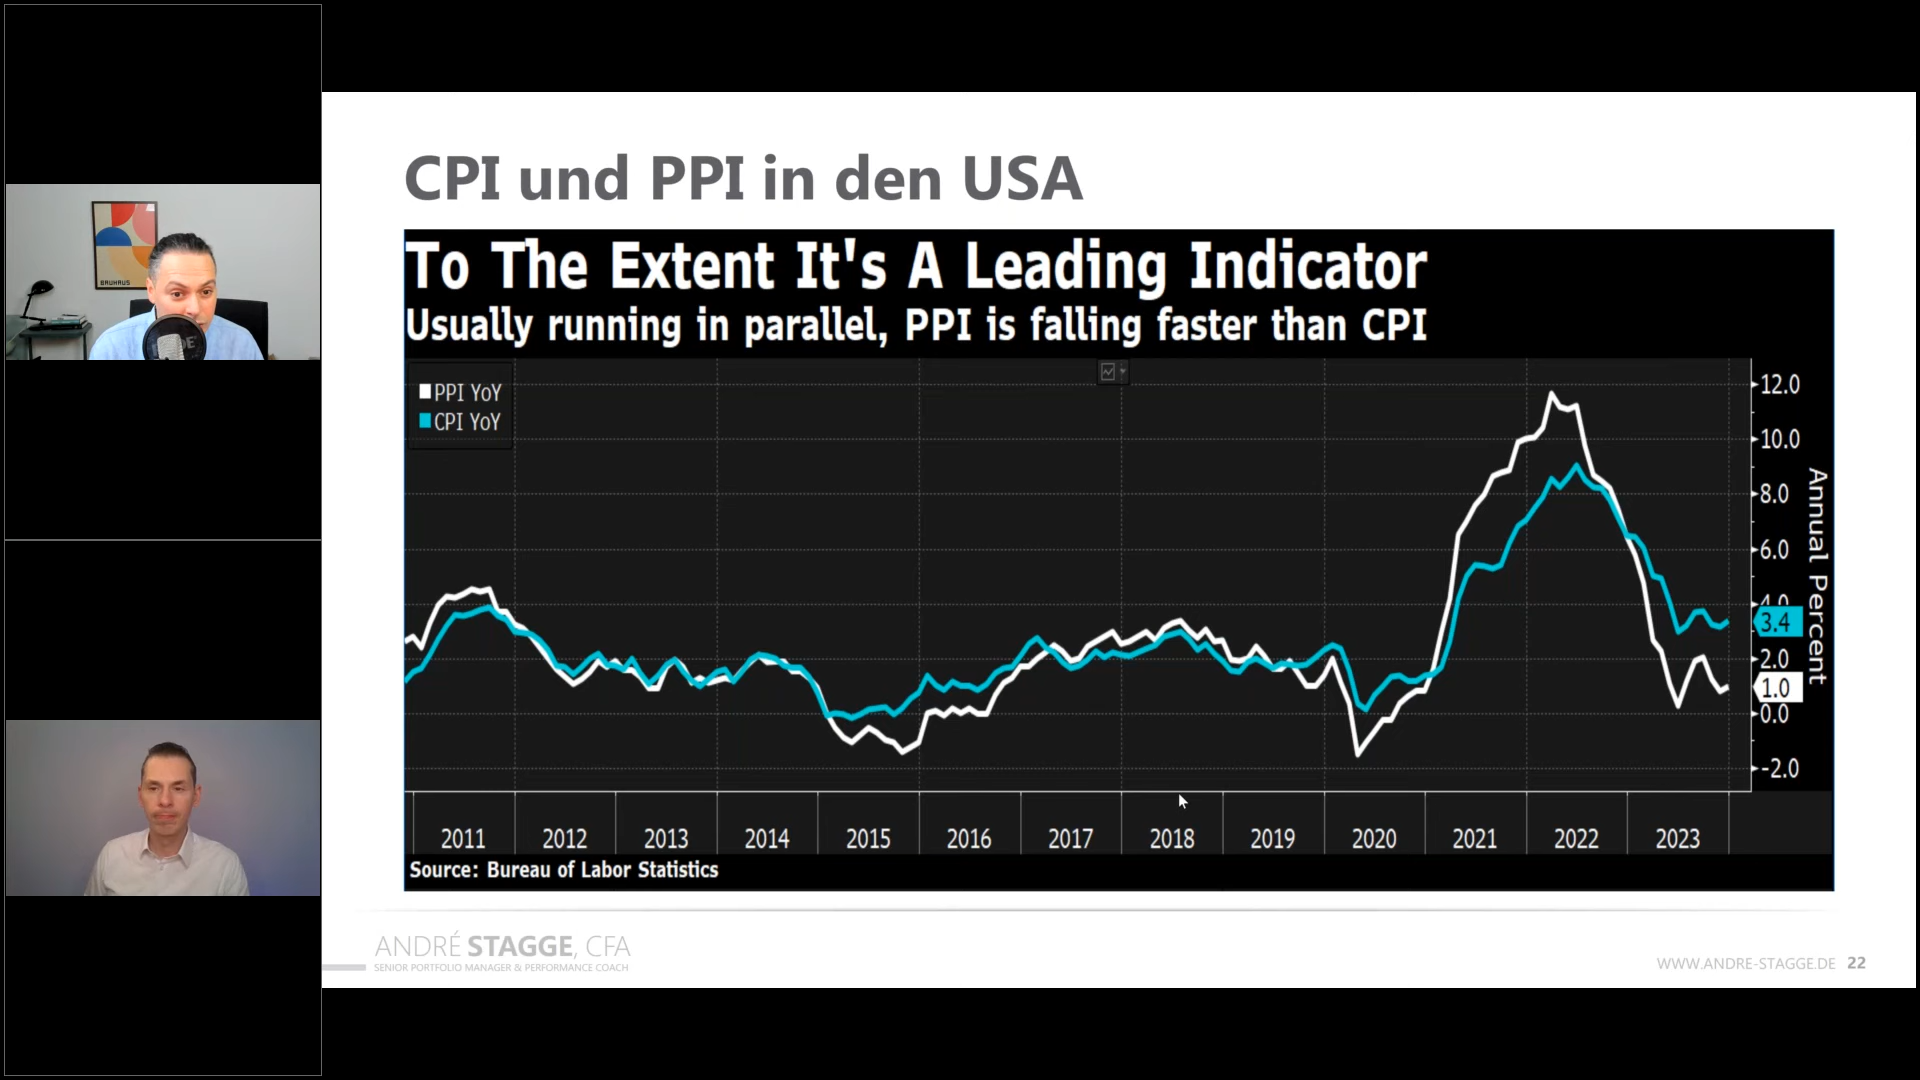 BAUHAUS
CPI und PPI in den USA
To The Extent It's A Leading Indicator
Usually running in parallel, PPI is falling faster than CPI
PPI YoY
CPI YoY
12.0
10.0
8.0
6.0
4.0
3.4
2.0
1.0
0.0
-2.0
Annual Percent
2011 2012 2013 2014 2015 2016 2017 2018 2019 2020 2021 2022 2023
Source: Bureau of Labor Statistics
ANDRÉ STAGGE, CFA
SENIOR PORTFOLIO MANAGER & PERFORMANCE COACH
WWW.ANDRE-STAGGE.DE 22